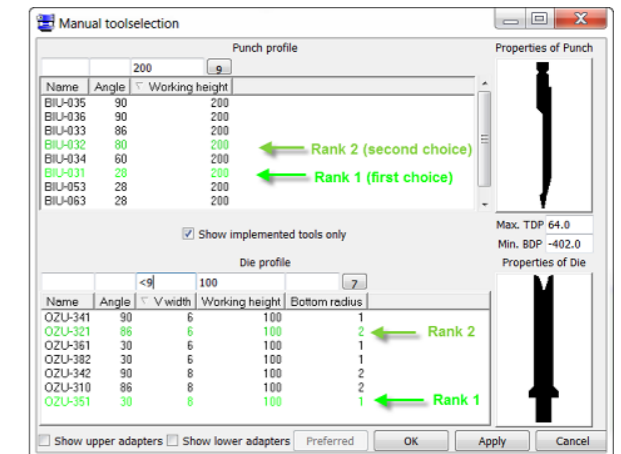 Manual toolselection
Punch profile
Properties of Punch
200 9
Name Angle Working height
BIU-035 90 200
BIU-036 90 200
BIU-033 86 200
BIU-032 80 200
Rank 2 (second choice)
BIU-034 60 200
BIU-031 28 200
Rank 1 (first choice)
BIU-053 28 200
BIU-063 28 200
Max. TDP 64.0
Show implemented tools only
Min. BDP -402.0
Die profile
Properties of Die
<9 100 7
Name Angle V width Working height Bottom radius
OZU-341 90 6 100 1
OZU-321 86 6 100 2 Rank 2
OZU-361 30 6 100 1
OZU-382 30 6 100 1
OZU-342 90 8 100 2
OZU-310 86 8 100 2
OZU-351 30 8 100 1 Rank 1
Show upper adapters Show lower adapters Preferred OK Apply Cancel